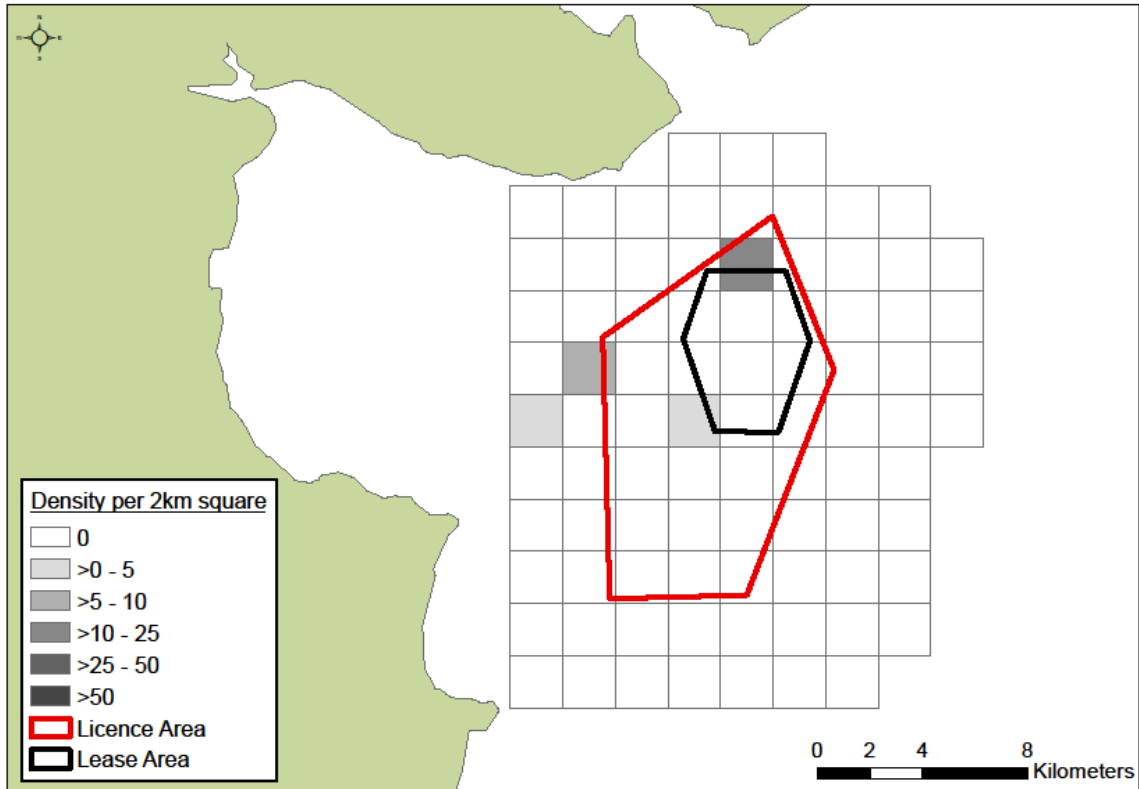 N
W
E
S
Density per 2km square
0
>0 - 5
>5 - 10
>10 - 25
>25 - 50
>50
Licence Area
Lease Area
0 2 4 8
Kilometers